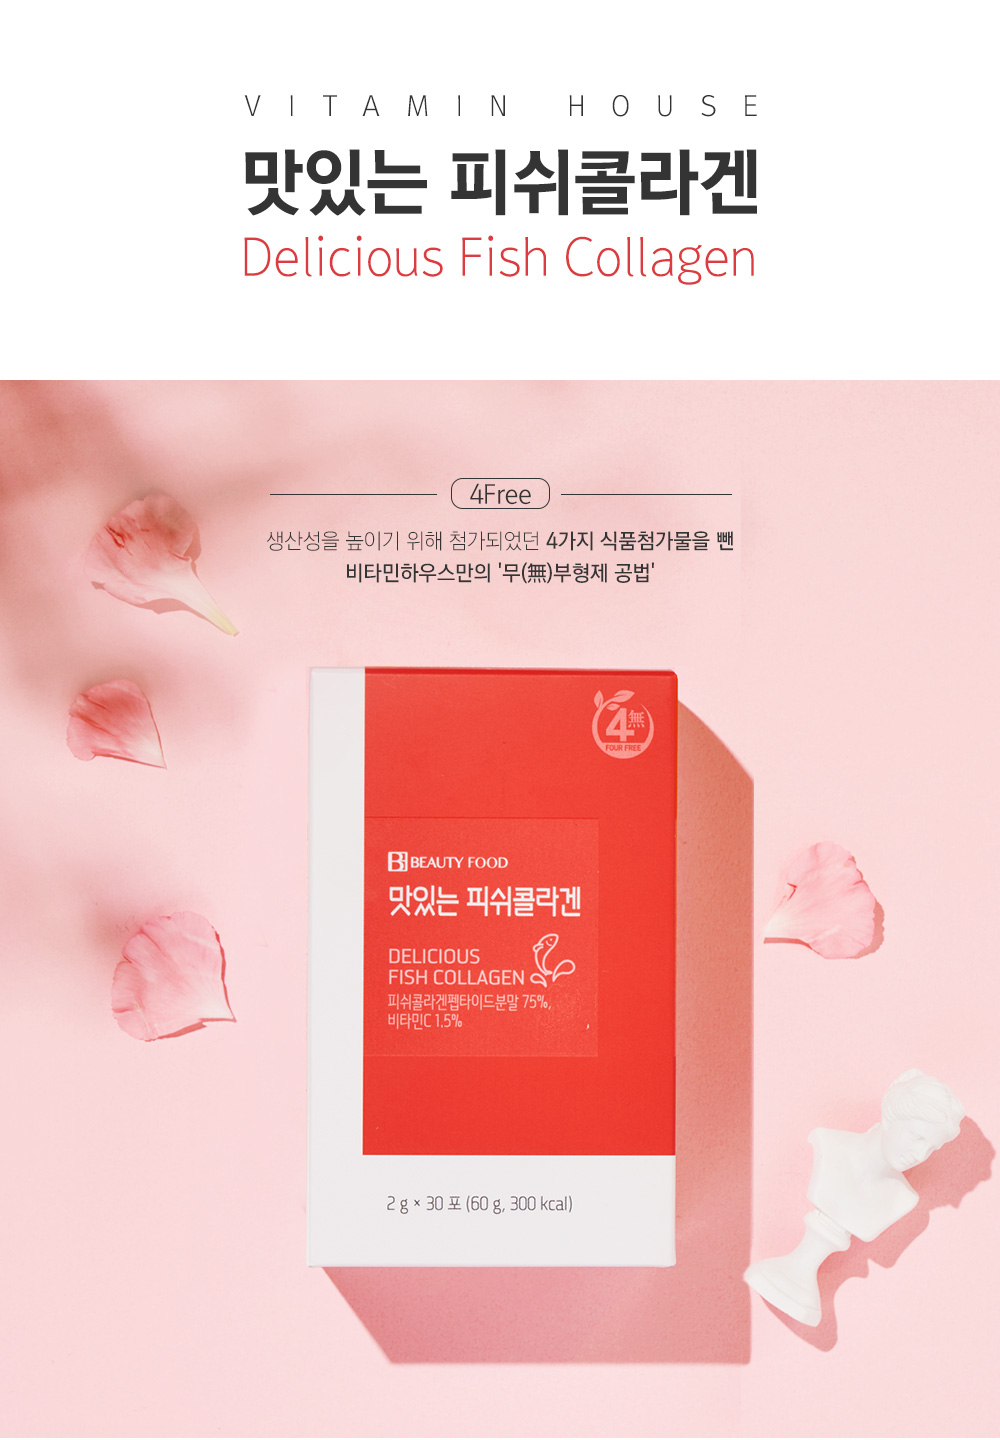 VITAMIN HOUSE
맛있는 피쉬콜라겐
Delicious Fish Collagen
4Free
생산성을 높이기 위해 첨가되었던 4가지 식품첨가물을 뺀
비타민하우스만의 '무(無)부형제 공법'
4無
FOUR FREE
BEAUTY FOOD
맛있는 피쉬콜라겐
DELICIOUS
FISH COLLAGEN
피쉬콜라겐펩타이드분말 75%,
비타민C 1.5%
2 g × 30 포 (60 g, 300 kcal)